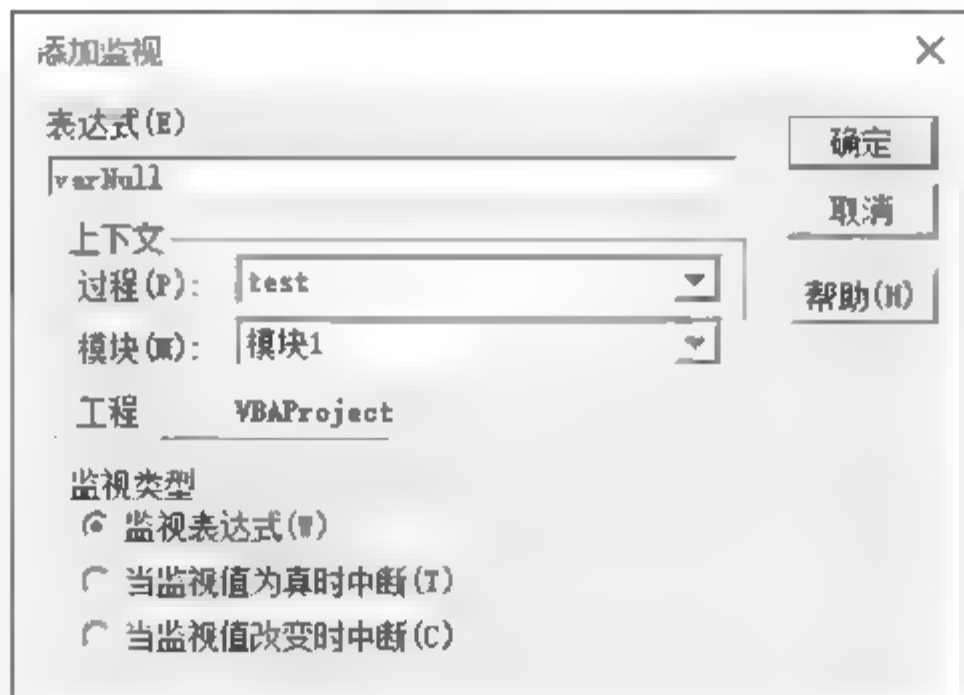 添加监视
表达式(E)
varNull
确定
取消
上下文
过程(P):
test
帮助(H)
模块(M):
模块1
工程
VBAProject
监视类型
监视表达式(W)
当监视值为真时中断(T)
当监视值改变时中断(C)